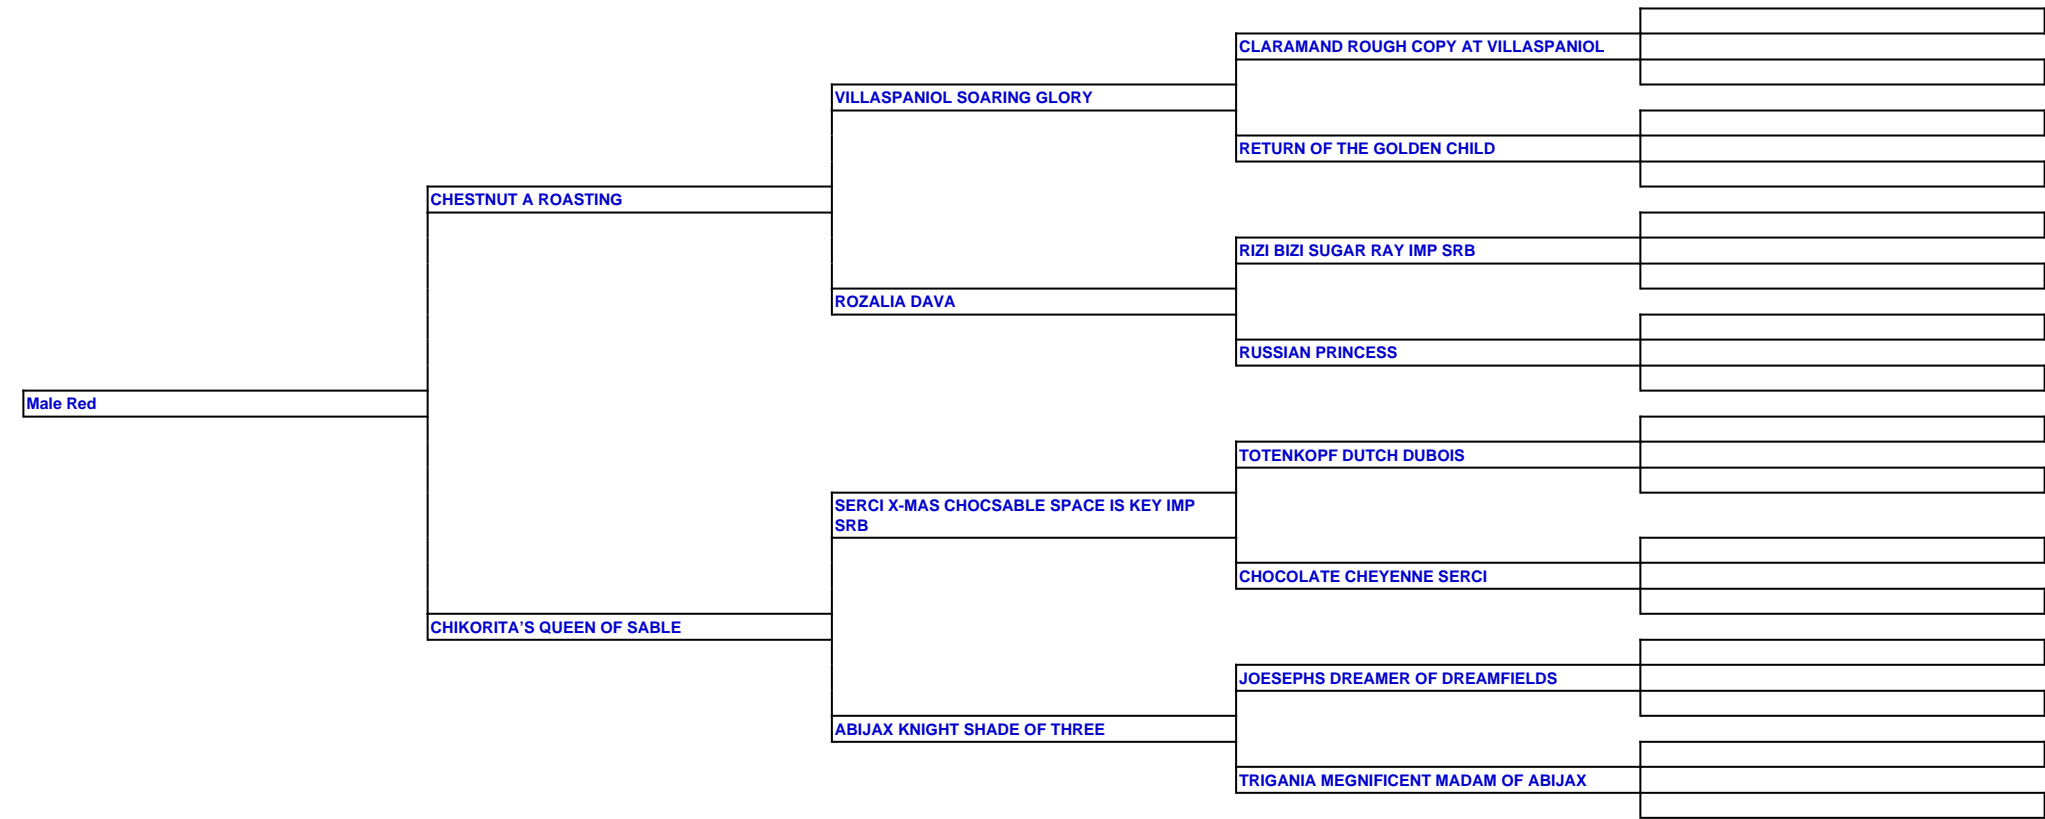 CLARAMAND ROUGH COPY AT VILLASPANIOL
VILLASPANIOL SOARING GLORY
RETURN OF THE GOLDEN CHILD
CHESTNUT A ROASTING
RIZI BIZI SUGAR RAY IMP SRB
ROZALIA DAVA
RUSSIAN PRINCESS
Male Red
TOTENKOPF DUTCH DUBOIS
SERCI X-MAS CHOCSABLE SPACE IS KEY IMP
SRB
CHOCOLATE CHEYENNE SERCI
CHIKORITA’S QUEEN OF SABLE
JOESEPHS DREAMER OF DREAMFIELDS
ABIJAX KNIGHT SHADE OF THREE
TRIGANIA MEGNIFICENT MADAM OF ABIJAX